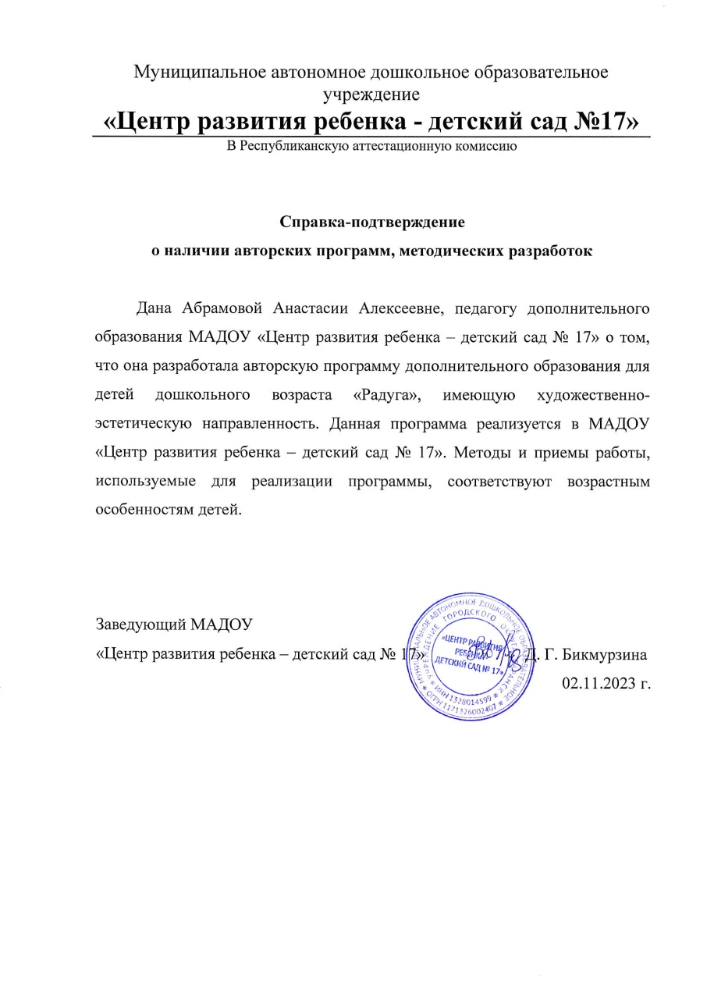 Муниципальное автономное дошкольное образовательное
учреждение
«Центр развития ребенка - детский сад №17»
В Республиканскую аттестационную комиссию
Справка-подтверждение
о наличии авторских программ, методических разработок
Дана Абрамовой Анастасии Алексеевне, педагогу дополнительного
образования МАДОУ «Центр развития ребенка – детский сад № 17» о том,
что она разработала авторскую программу дополнительного образования для
детей дошкольного возраста «Радуга», имеющую художественно-
эстетическую направленность. Данная программа реализуется в МАДОУ
«Центр развития ребенка – детский сад № 17». Методы и приемы работы,
используемые для реализации программы, соответствуют возрастным
особенностям детей.
Заведующий МАДОУ
«Центр развития ребенка – детский сад № 17» Д. Г. Бикмурзина
02.11.2023 г.
МУНИЦИПАЛЬНОЕ АВТОНОМНОЕ ДОШКОЛЬНОЕ ОБРАЗОВАТЕЛЬНОЕ
УЧРЕЖДЕНИЕ ГОРОДСКОГО
«ЦЕНТР РАЗВИТИЯ
РЕБЕНКА
ДЕТСКИЙ САД № 17»
ИНН 1328014599
ОГРН 1171326002407